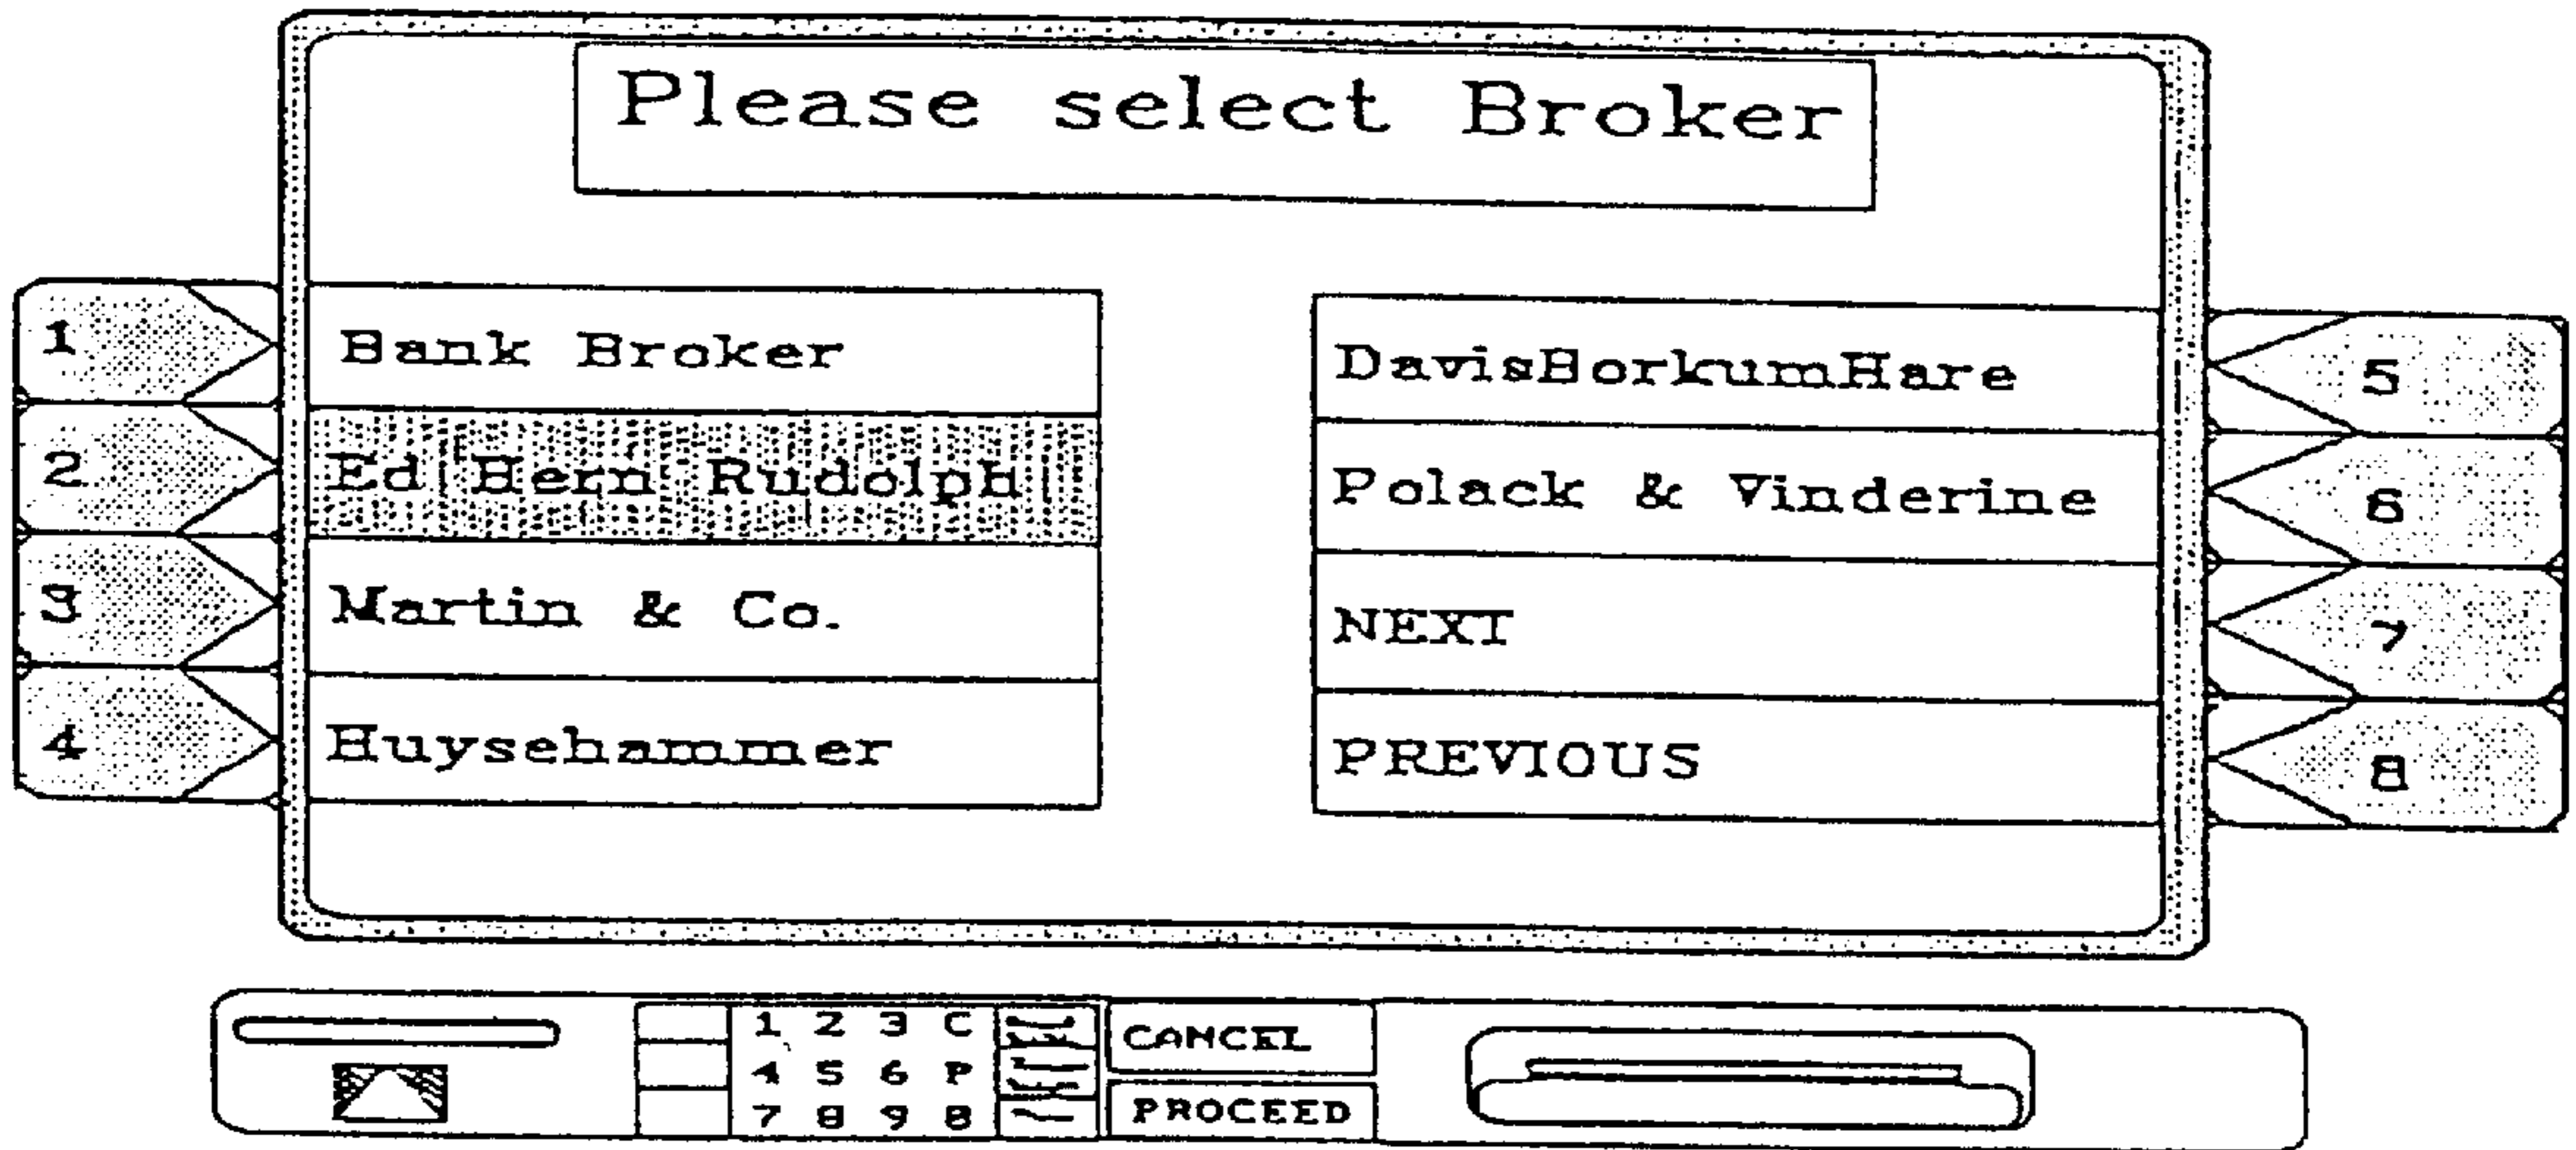 Please select Broker
1 Bank Broker
2 Ed Hern Rudolph
3 Martin & Co.
4 Huysehammer
DavisBorkumHare 5
Polack & Vinderine 6
NEXT 7
PREVIOUS 8
1 2 3 C
4 5 6 P
7 8 9 0
CANCEL
PROCEED